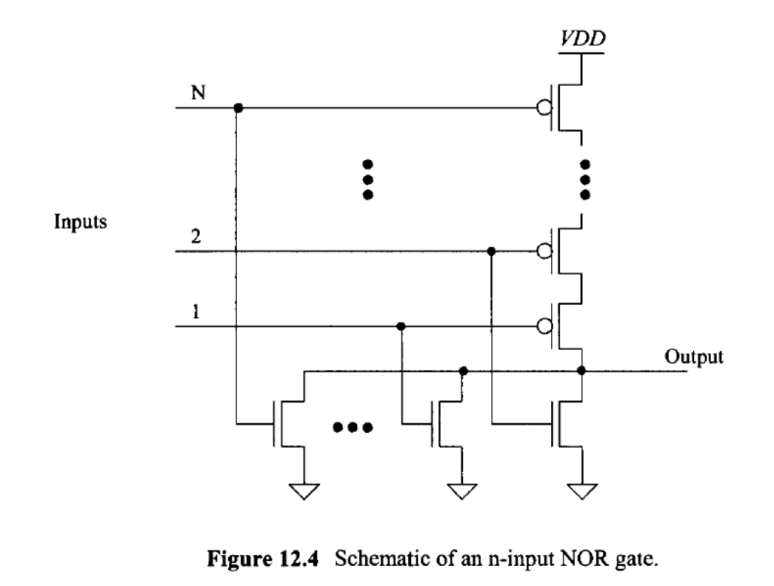 VDD
N
Inputs
2
1
Output
Figure 12.4 Schematic of an n-input NOR gate.